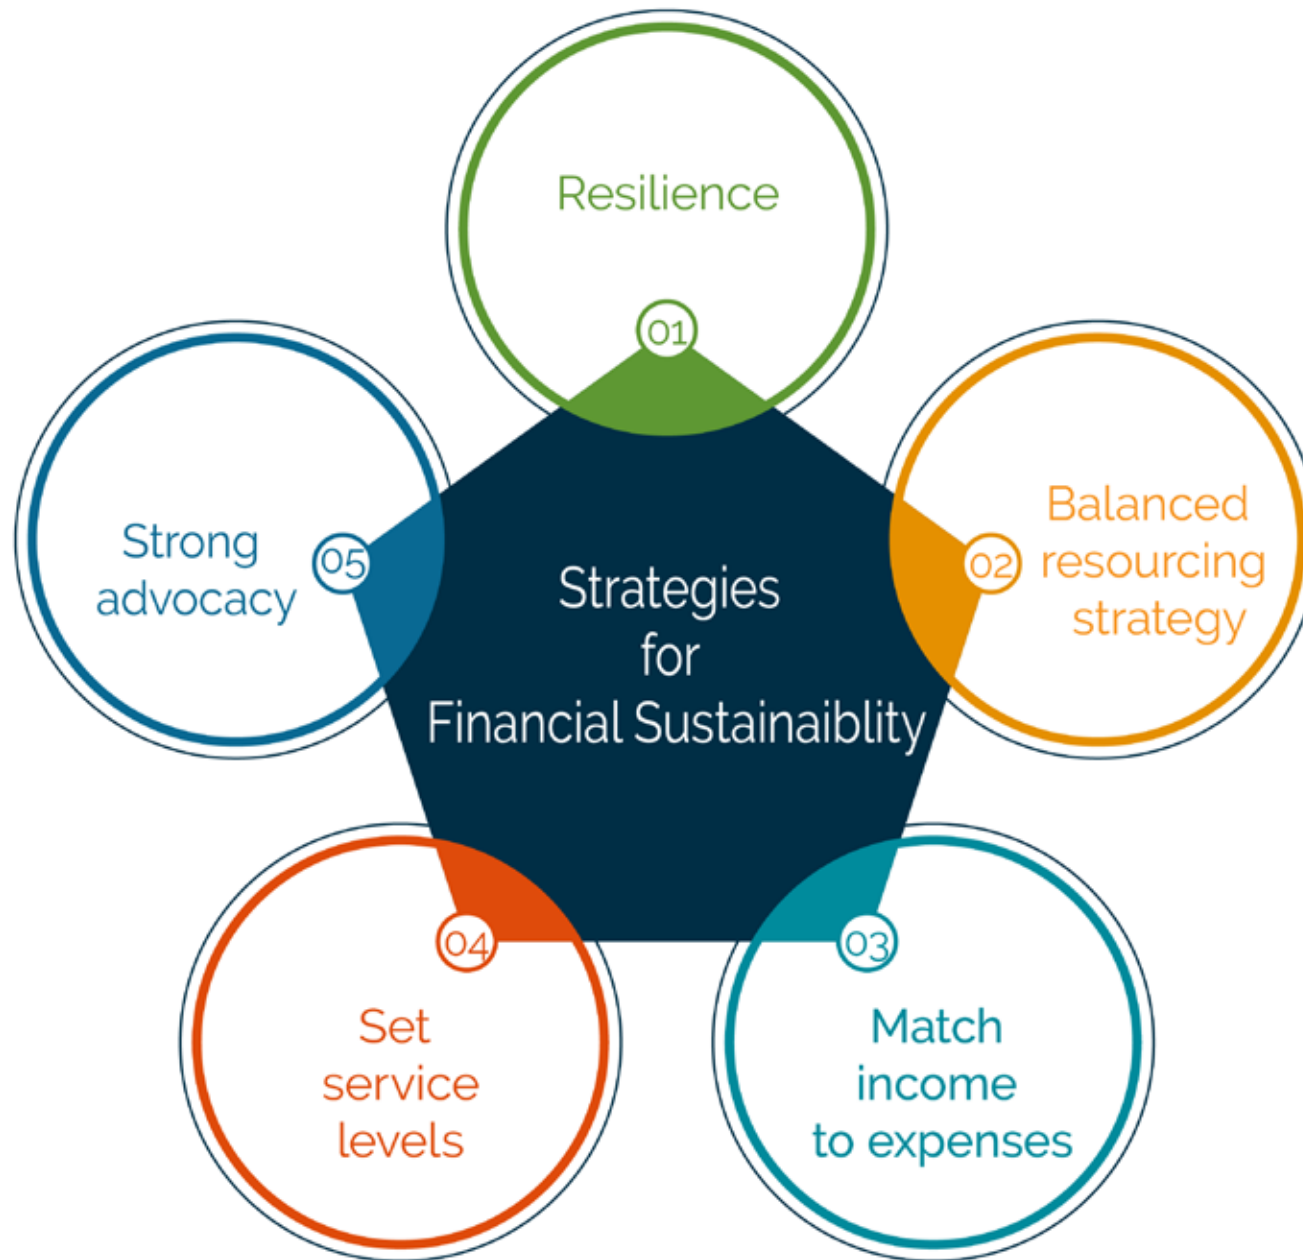 Resilience
01
Balanced
resourcing
strategy
02
Match
income
to expenses
03
Set
service
levels
04
Strong
advocacy
05
Strategies
for
Financial Sustainaiblity